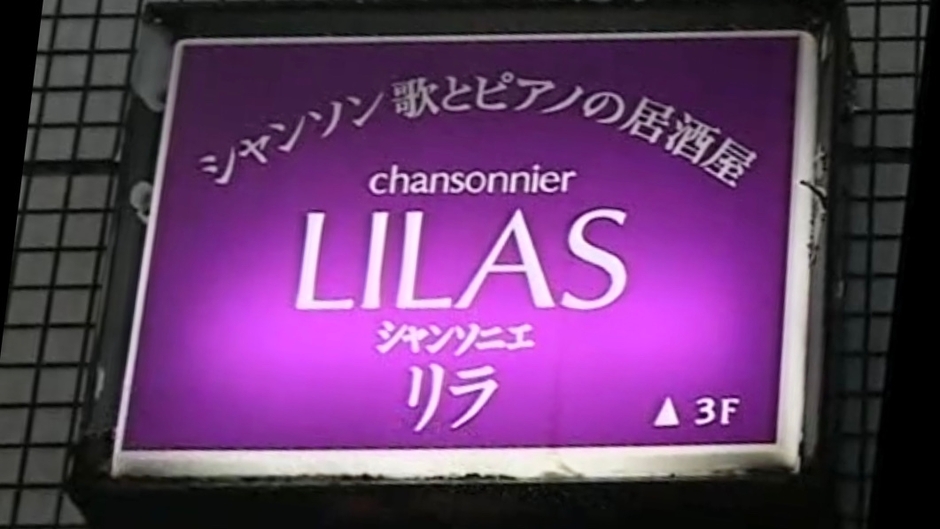 シャンソン歌とピアノの居酒屋
chansonnier
LILAS
シャンソニエ
リラ
▲ 3F